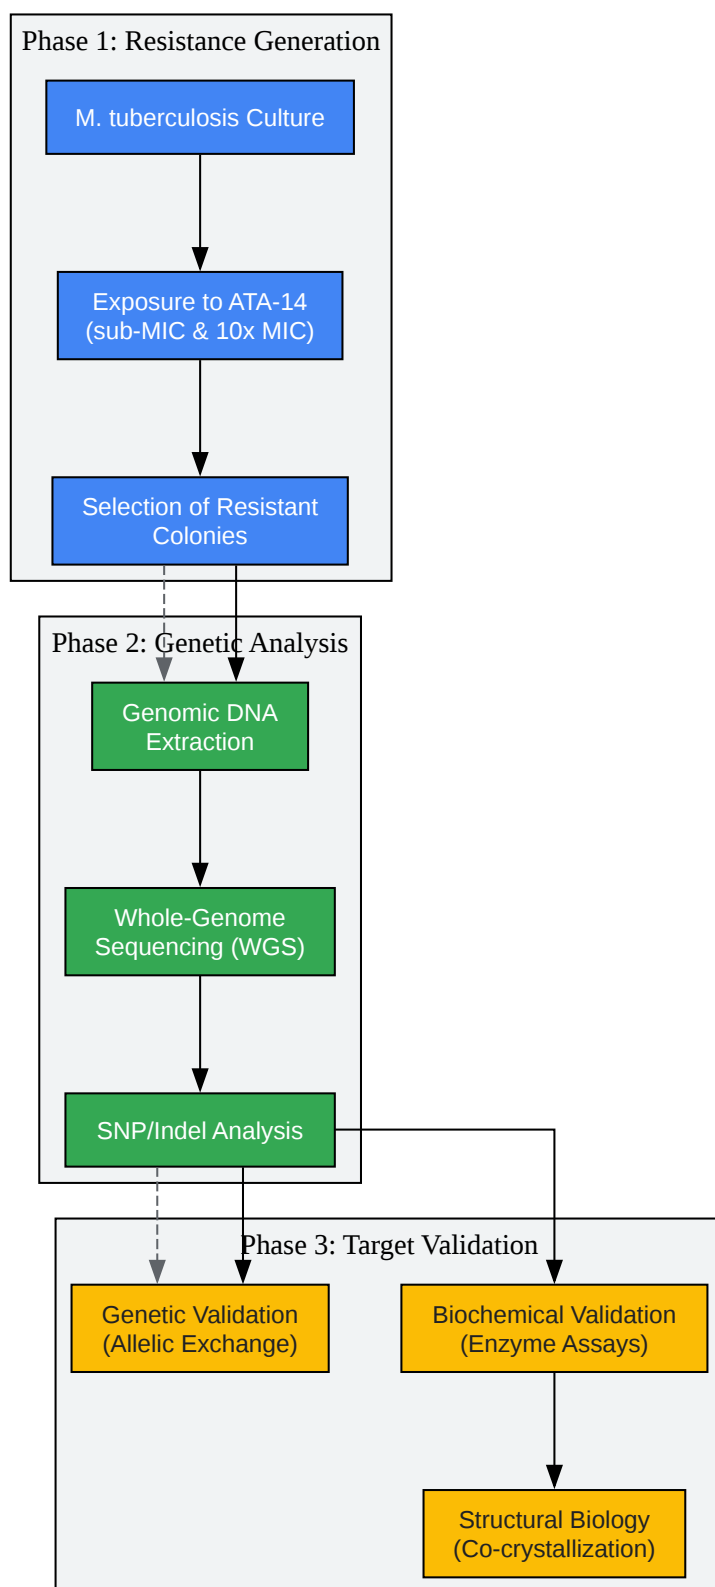 Phase 1: Resistance Generation
M. tuberculosis Culture
Exposure to ATA-14
(sub-MIC & 10x MIC)
Selection of Resistant
Colonies
Phase 2: Genetic Analysis
Genomic DNA
Extraction
Whole-Genome
Sequencing (WGS)
SNP/Indel Analysis
Phase 3: Target Validation
Genetic Validation
(Allelic Exchange)
Biochemical Validation
(Enzyme Assays)
Structural Biology
(Co-crystallization)